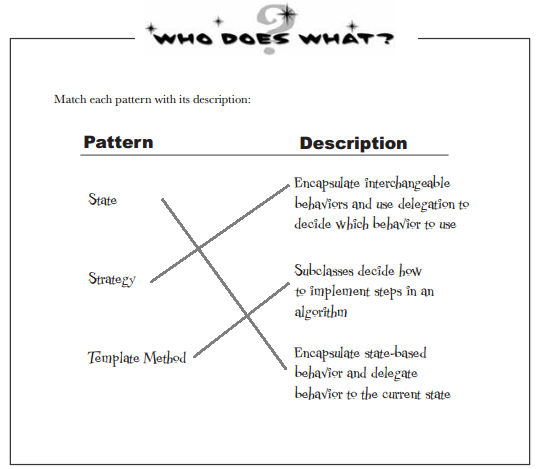 WHO DOES WHAT?
Match each pattern with its description:
Pattern
Description
State
Encapsulate interchangeable
behaviors and use delegation to
decide which behavior to use
Strategy
Subclasses decide how
to implement steps in an
algorithm
Template Method
Encapsulate state-based
behavior and delegate
behavior to the current state